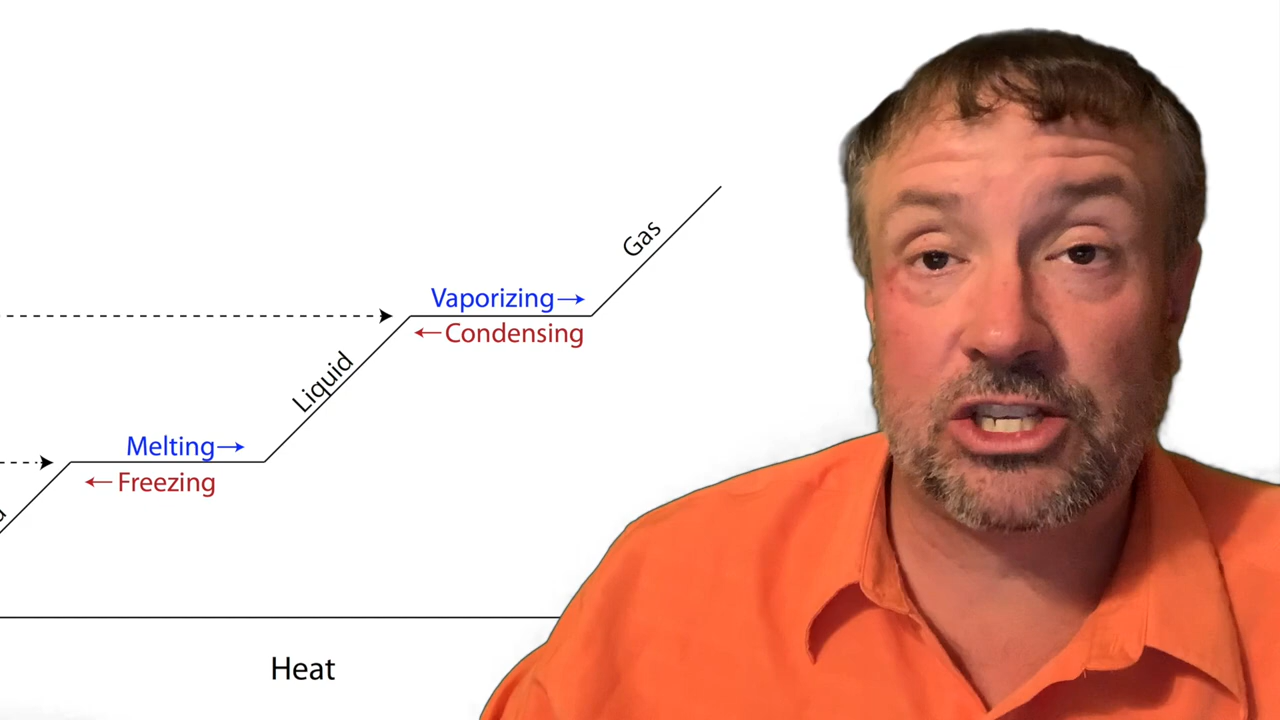 Gas
Vaporizing→
←Condensing
Liquid
Melting→
←Freezing
Heat